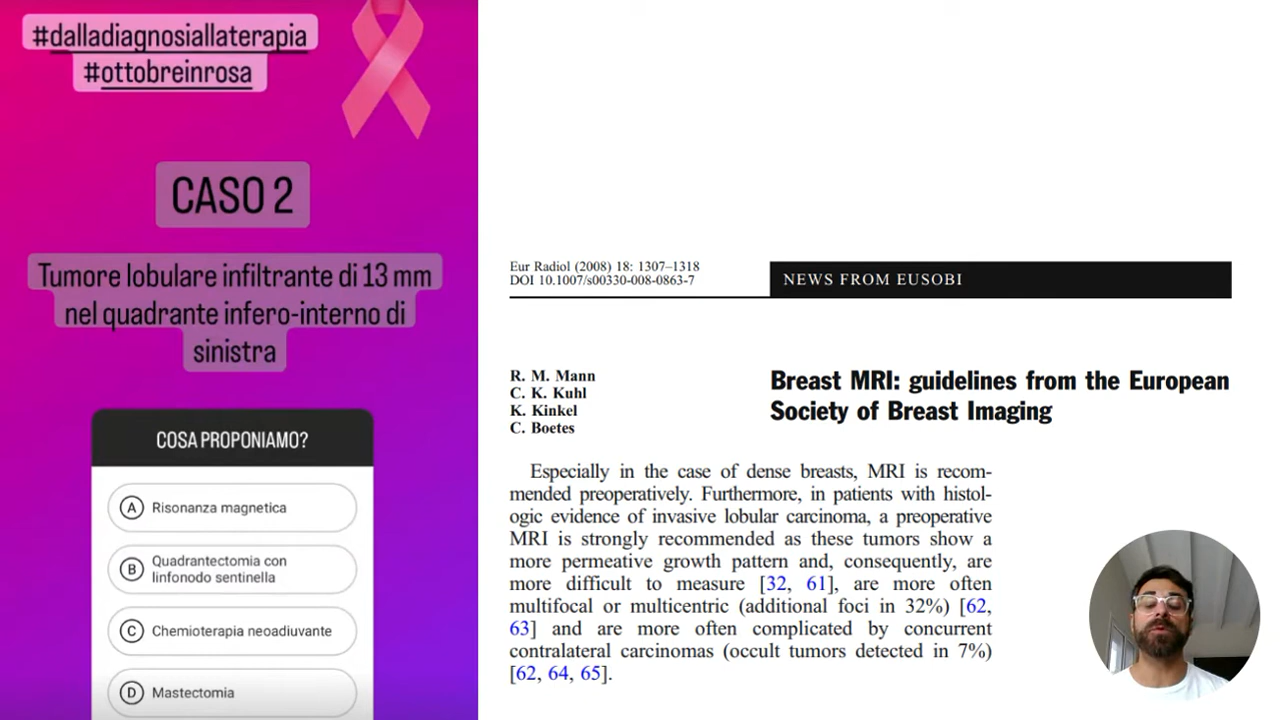 #dalladiagnosiallaterapia
#ottobreinrosa
CASO 2
Tumore lobulare infiltrante di 13 mm
nel quadrante infero-interno di
sinistra
COSA PROPONIAMO?
A Risonanza magnetica
B Quadrantectomia con
linfonodo sentinella
C Chemioterapia neoadiuvante
D Mastectomia
Eur Radiol (2008) 18: 1307–1318
DOI 10.1007/s00330-008-0863-7
NEWS FROM EUSOBI
R. M. Mann
C. K. Kuhl
K. Kinkel
C. Boetes
Breast MRI: guidelines from the European
Society of Breast Imaging
Especially in the case of dense breasts, MRI is recom-
mended preoperatively. Furthermore, in patients with histol-
ogic evidence of invasive lobular carcinoma, a preoperative
MRI is strongly recommended as these tumors show a
more permeative growth pattern and, consequently, are
more difficult to measure [32, 61], are more often
multifocal or multicentric (additional foci in 32%) [62,
63] and are more often complicated by concurrent
contralateral carcinomas (occult tumors detected in 7%)
[62, 64, 65].